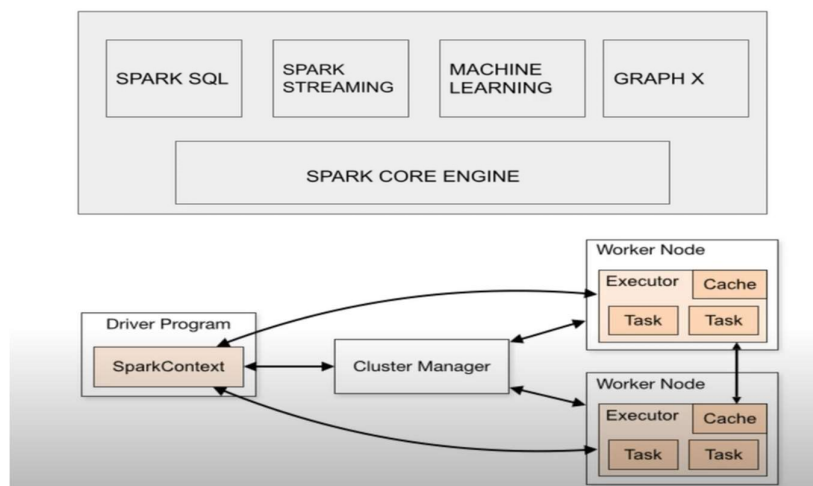 SPARK SQL
SPARK
STREAMING
MACHINE
LEARNING
GRAPH X
SPARK CORE ENGINE
Worker Node
Executor
Cache
Task
Task
Driver Program
SparkContext
Cluster Manager
Worker Node
Executor
Cache
Task
Task